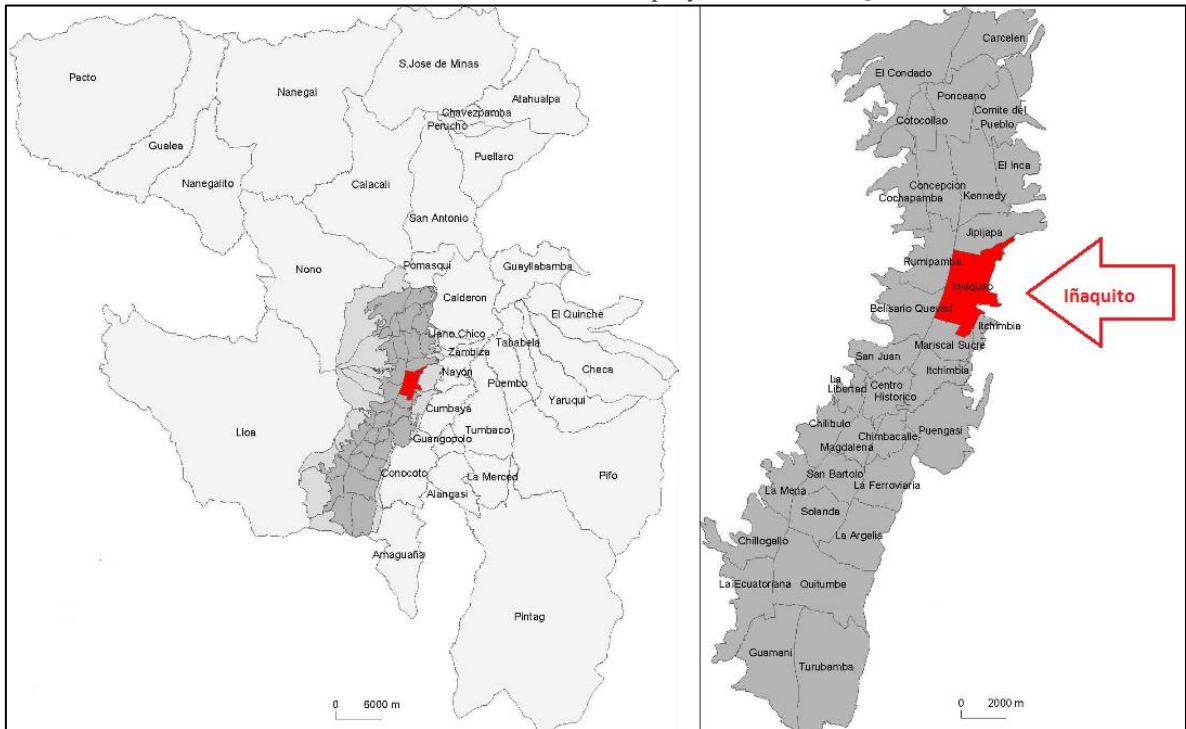 Pacto
Nanegal
S.Jose de Minas
Atahualpa
Chavezpamba
Perucho
Puellaro
Gualea
Nanegalito
Calacali
San Antonio
Nono
Pomasqui
Guayllabamba
Calderon
El Quinche
Llano Chico
Tababela
Zambiza
Checa
Nayón
Puembo
Yaruqui
Cumbaya
Lloa
Tumbaco
Guangopolo
Conocoto
La Merced
Pifo
Alangasi
Amaguaña
Pintag
0 6000 m
Carcelen
El Condado
Ponceano
Comite del
Pueblo
Cotocollao
El Inca
Concepcion
Cochapamba
Kennedy
Jipijapa
Rumipamba
Iniaquito
Iñaquito
Belisario Queved
Itchimbia
Mariscal Sucre
San Juan
Itchimbia
La
Libertad
Centro
Historico
Chilibulo
Chimbacalle
Puengasi
Magdalena
San Bartolo
La Ferroviaria
La Mena
Solanda
La Argelia
Chillogallo
La Ecuatoriana
Quitumbe
Guamani
Turubamba
0 2000 m